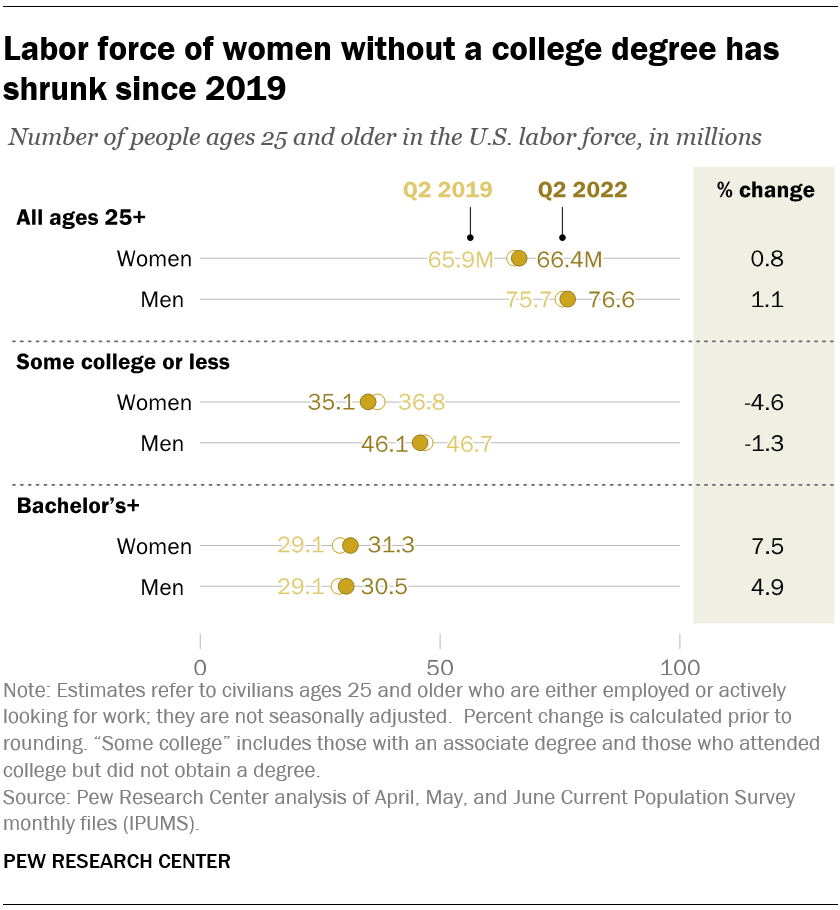 Labor force of women without a college degree has
shrunk since 2019
Number of people ages 25 and older in the U.S. labor force, in millions
Q2 2019 Q2 2022 % change
All ages 25+
Women 65.9M 66.4M 0.8
Men 75.7 76.6 1.1
Some college or less
Women 35.1 36.8 -4.6
Men 46.1 46.7 -1.3
Bachelor’s+
Women 29.1 31.3 7.5
Men 29.1 30.5 4.9
0 50 100
Note: Estimates refer to civilians ages 25 and older who are either employed or actively
looking for work; they are not seasonally adjusted.  Percent change is calculated prior to
rounding. “Some college” includes those with an associate degree and those who attended
college but did not obtain a degree.
Source: Pew Research Center analysis of April, May, and June Current Population Survey
monthly files (IPUMS).
PEW RESEARCH CENTER